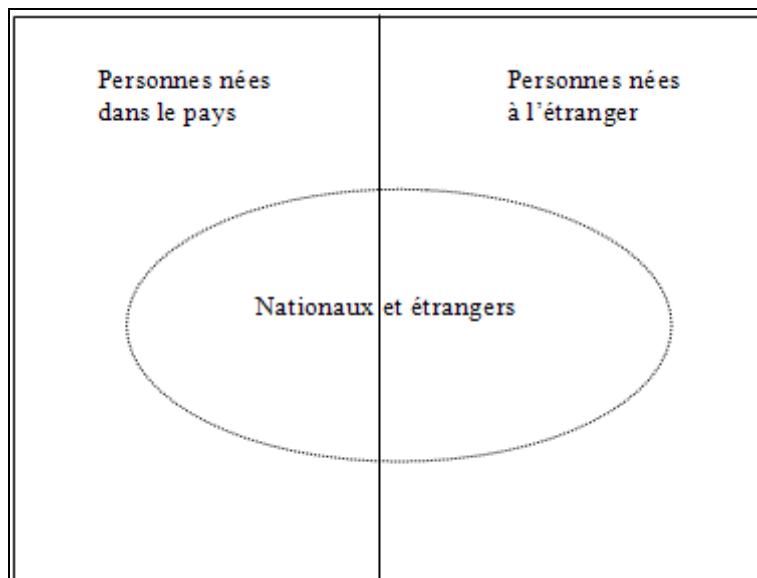 Personnes nées
dans le pays
Personnes nées
à l’étranger
Nationaux et étrangers